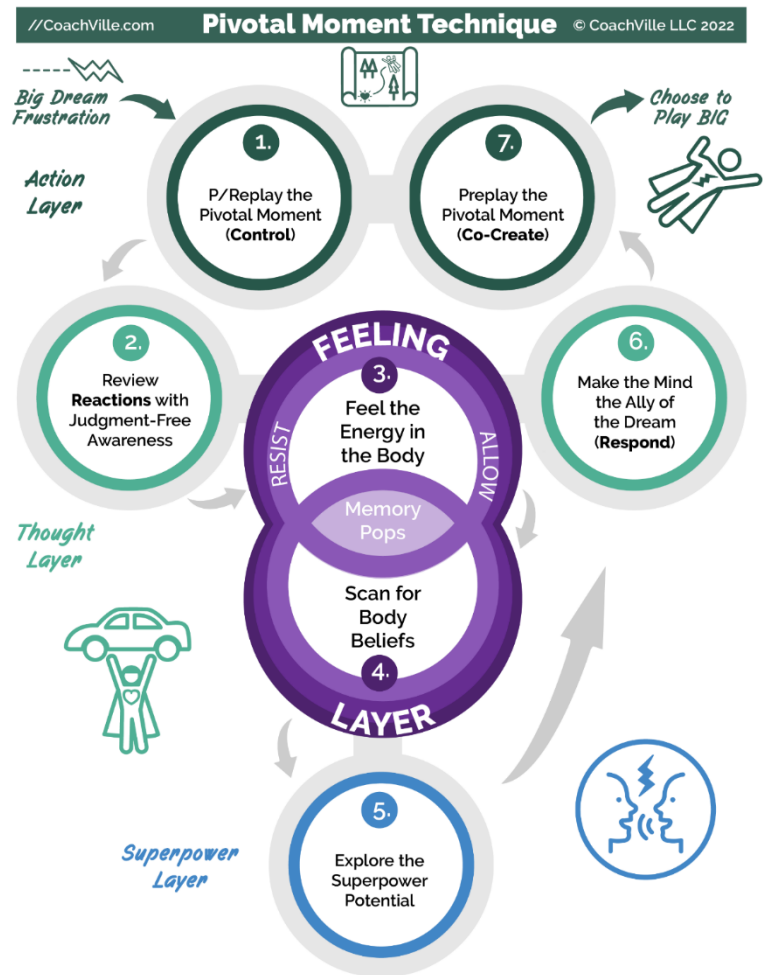 //CoachVille.com
Pivotal Moment Technique
© CoachVille LLC 2022
Big Dream
Frustration
Choose to
Play BIG
Action
Layer
1.
P/Replay the
Pivotal Moment
(Control)
7.
Preplay the
Pivotal Moment
(Co-Create)
2.
Review
Reactions with
Judgment-Free
Awareness
FEELING
3.
Feel the
Energy in
the Body
RESIST
ALLOW
6.
Make the Mind
the Ally of
the Dream
(Respond)
Memory
Pops
Thought
Layer
Scan for
Body
Beliefs
4.
LAYER
5.
Explore the
Superpower
Potential
Superpower
Layer